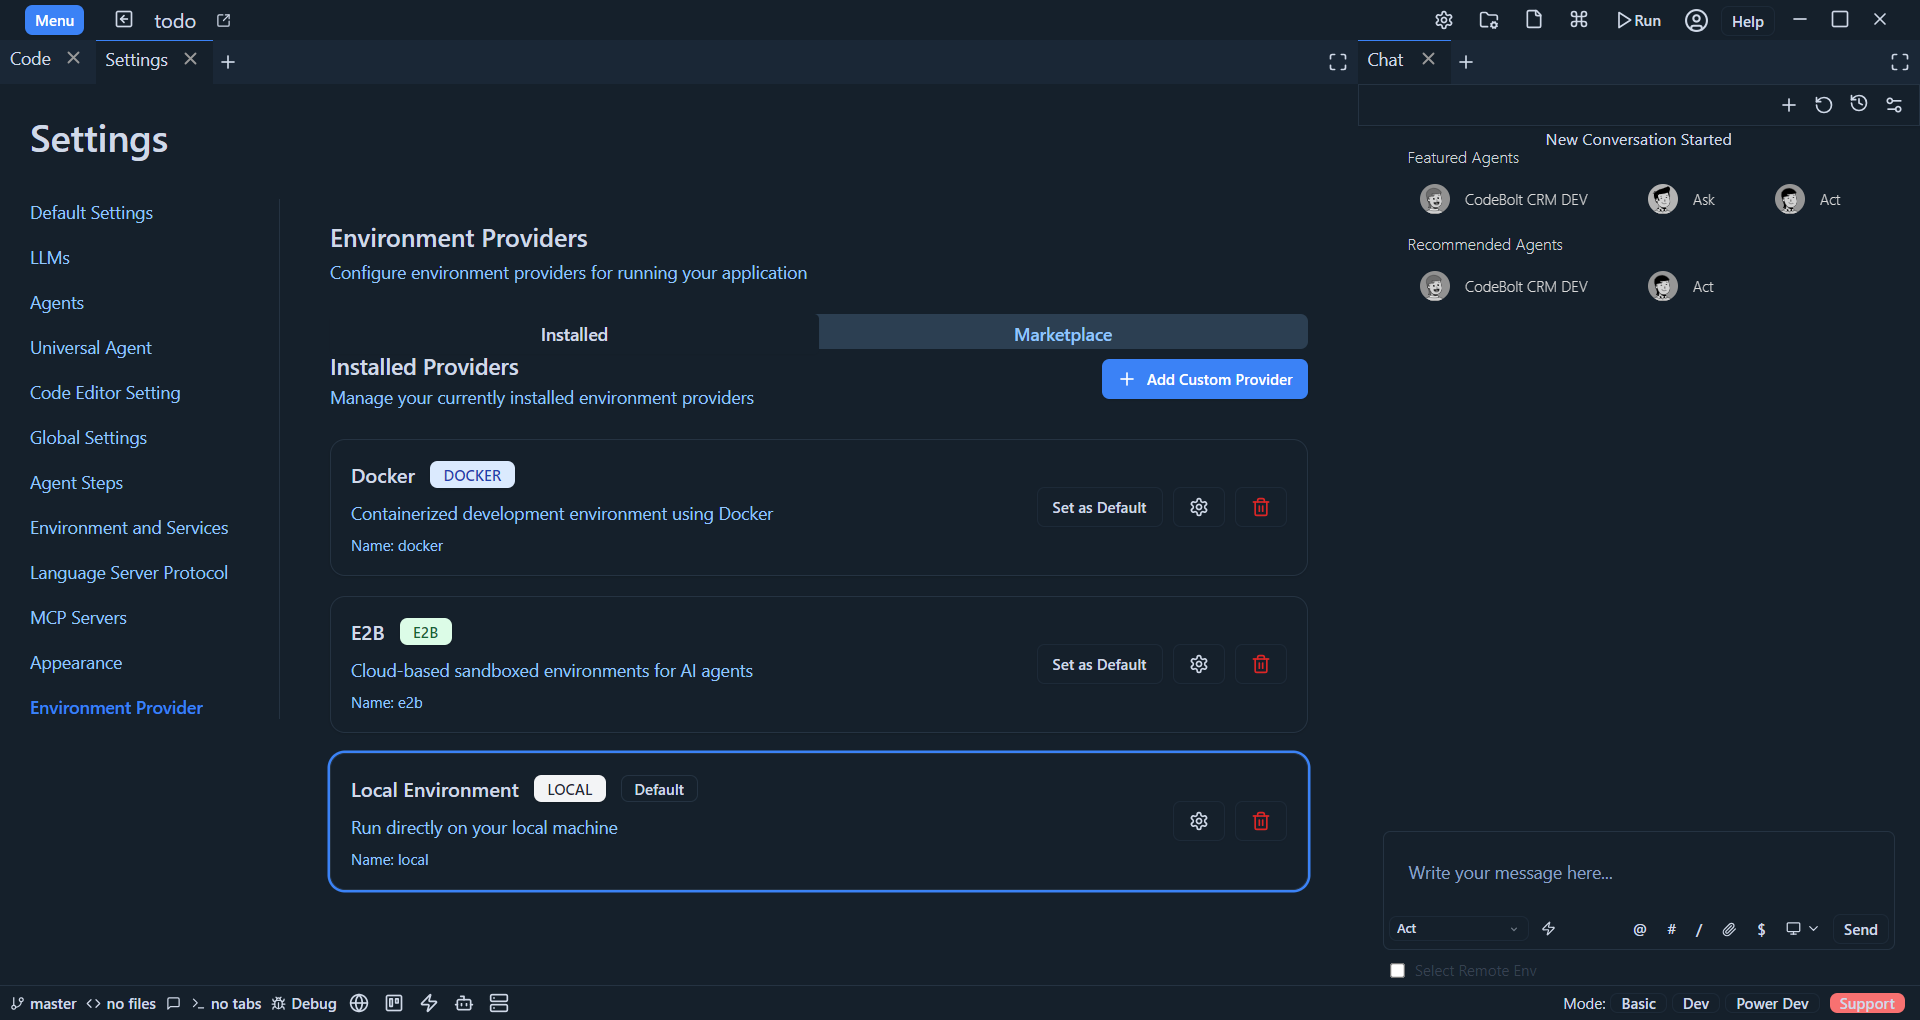 Menu todo Run Help
Code Settings Chat
Settings
Default Settings
LLMs
Agents
Universal Agent
Code Editor Setting
Global Settings
Agent Steps
Environment and Services
Language Server Protocol
MCP Servers
Appearance
Environment Provider
Environment Providers
Configure environment providers for running your application
Installed Marketplace
Installed Providers
Manage your currently installed environment providers
Add Custom Provider
Docker DOCKER
Containerized development environment using Docker
Name: docker
Set as Default
E2B E2B
Cloud-based sandboxed environments for AI agents
Name: e2b
Set as Default
Local Environment LOCAL Default
Run directly on your local machine
Name: local
New Conversation Started
Featured Agents
CodeBolt CRM DEV Ask Act
Recommended Agents
CodeBolt CRM DEV Act
Write your message here...
Act @ # / $ Send
Select Remote Env
master no files no tabs Debug Mode: Basic Dev Power Dev Support